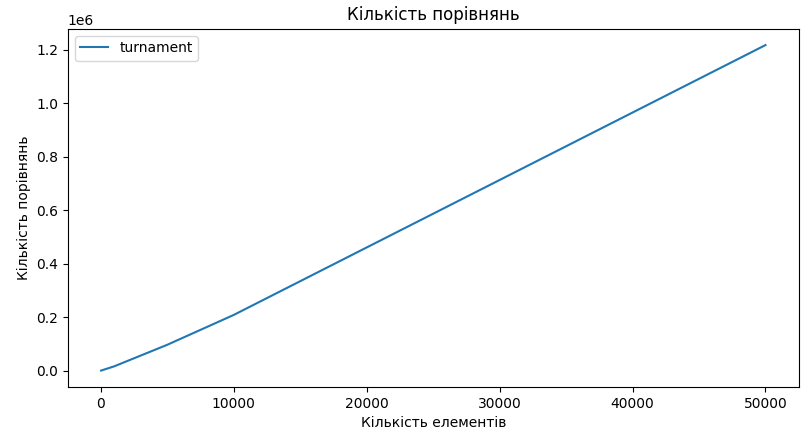 Кількість порівнянь
1e6
turnament
1.2
1.0
0.8
0.6
0.4
0.2
0.0
Кількість порівнянь
0 10000 20000 30000 40000 50000
Кількість елементів